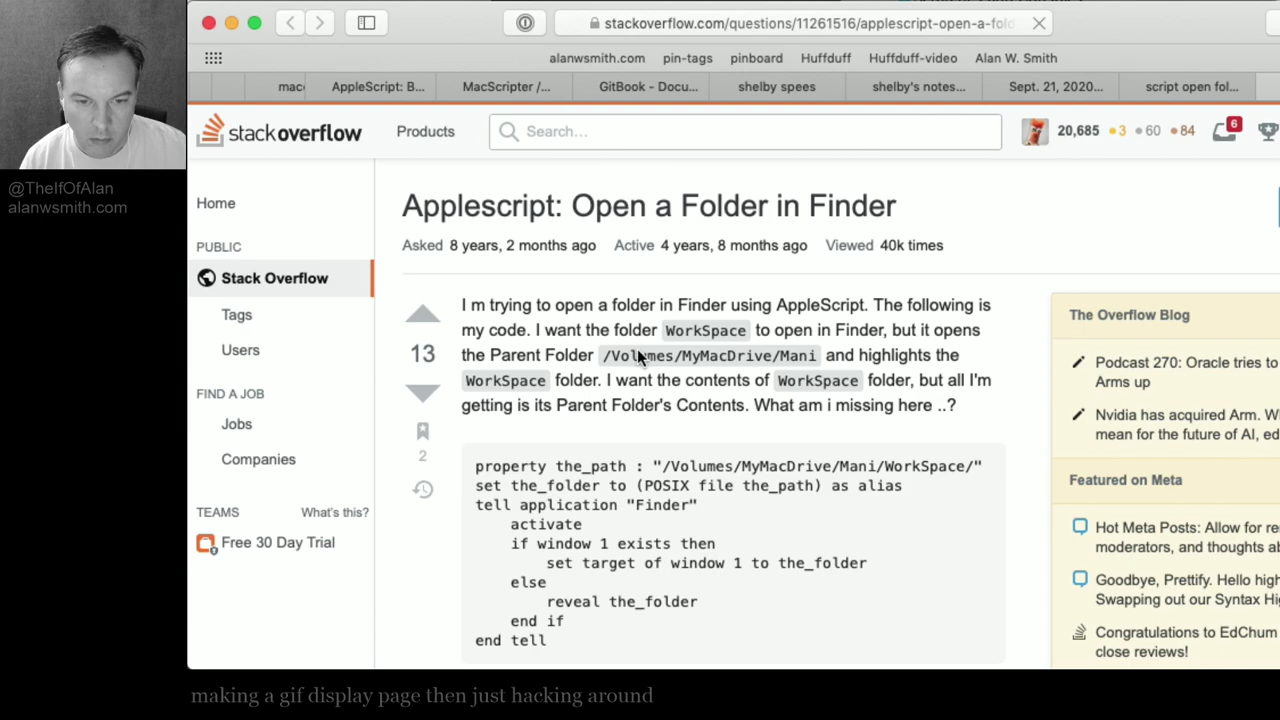 stackoverflow.com/questions/11261516/applescript-open-a-fold
alanwsmith.com pin-tags pinboard Huffduff Huffduff-video Alan W. Smith
mac AppleScript: B... MacScripter /... GitBook - Docu... shelby spees shelby's notes... Sept. 21, 2020... script open fol...
stackoverflow Products Search... 20,685 3 60 84 6
@TheIfOfAlan
alanwsmith.com
Home
PUBLIC
Stack Overflow
Tags
Users
FIND A JOB
Jobs
Companies
TEAMS What's this?
Free 30 Day Trial
Applescript: Open a Folder in Finder
Asked 8 years, 2 months ago Active 4 years, 8 months ago Viewed 40k times
13
2
I m trying to open a folder in Finder using AppleScript. The following is
my code. I want the folder WorkSpace to open in Finder, but it opens
the Parent Folder /Volumes/MyMacDrive/Mani and highlights the
WorkSpace folder. I want the contents of WorkSpace folder, but all I'm
getting is its Parent Folder's Contents. What am i missing here ..?
property the_path : "/Volumes/MyMacDrive/Mani/WorkSpace/"
set the_folder to (POSIX file the_path) as alias
tell application "Finder"
activate
if window 1 exists then
set target of window 1 to the_folder
else
reveal the_folder
end if
end tell
The Overflow Blog
Podcast 270: Oracle tries to
Arms up
Nvidia has acquired Arm. W
mean for the future of AI, ed
Featured on Meta
Hot Meta Posts: Allow for re
moderators, and thoughts ab
Goodbye, Prettify. Hello high
Swapping out our Syntax Hig
Congratulations to EdChum
close reviews!
making a gif display page then just hacking around